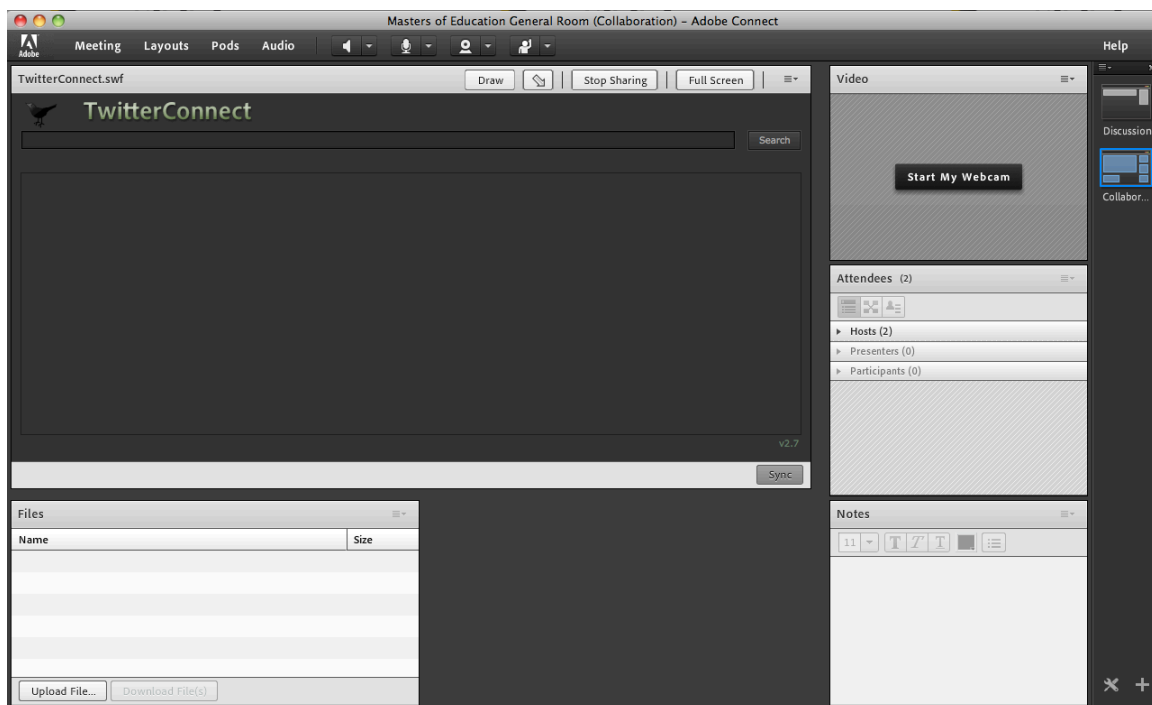 Masters of Education General Room (Collaboration) – Adobe Connect
Adobe Meeting Layouts Pods Audio Help
TwitterConnect.swf Draw Stop Sharing Full Screen
TwitterConnect
Search
v2.7
Sync
Video
Start My Webcam
Discussion
Collabor...
Attendees (2)
Hosts (2)
Presenters (0)
Participants (0)
Files
Name Size
Upload File... Download File(s)
Notes
11 T T T